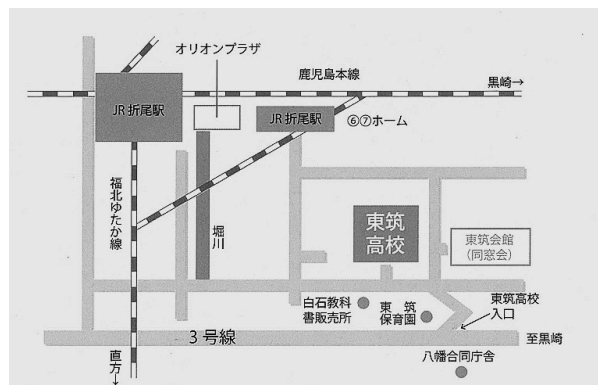 オリオンプラザ
鹿児島本線
黒崎→
JR 折尾駅
JR 折尾駅
⑥⑦ホーム
福北ゆたか線
堀川
東筑
高校
東筑会館
(同窓会)
白石教科
書販売所
東 筑
保育園
東筑高校
入口
3号線
至黒崎
直方→
八幡合同庁舎